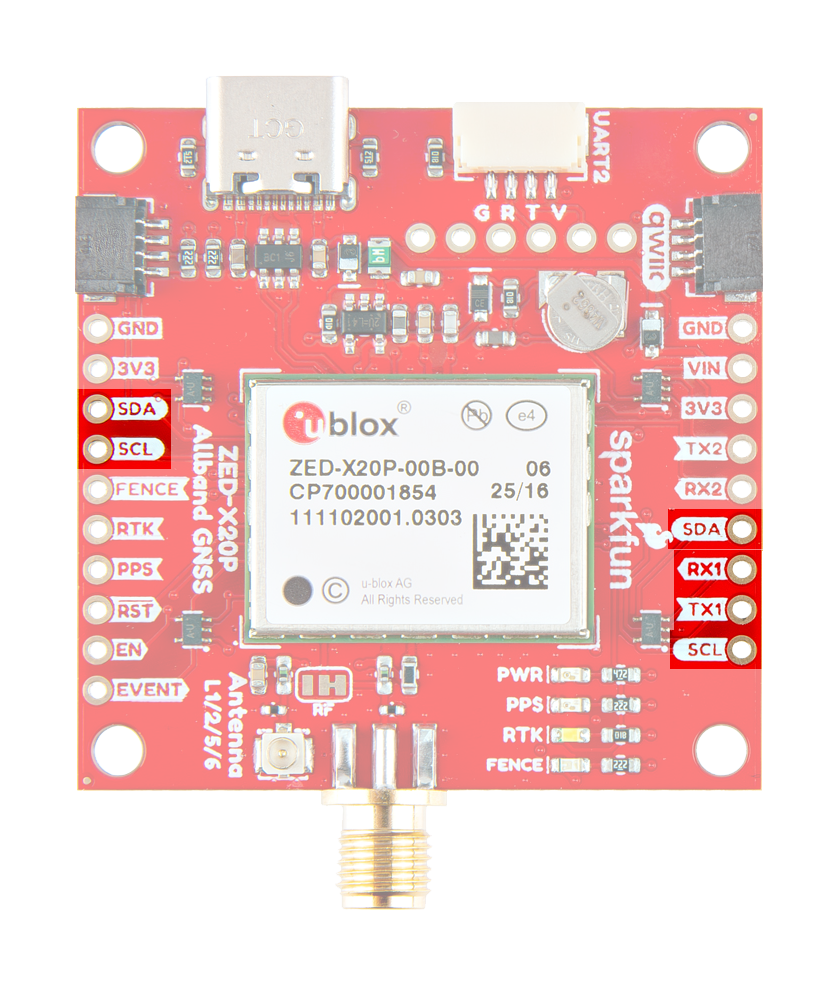 GCT
UART2
G R T V
qwiic
GND
3V3
SDA
SCL
FENCE
RTK
PPS
RST
EN
EVENT
GND
VIN
3V3
TX2
RX2
SDA
RX1
TX1
SCL
ublox®
Pb
e4
ZED-X20P-00B-00 06
CP700001854 25/16
111102001.0303
© u-blox AG
All Rights Reserved
ZED-X20P
Allband GNSS
sparkfun
Antenna
L1/2/5/6
RF
PWR
PPS
RTK
FENCE